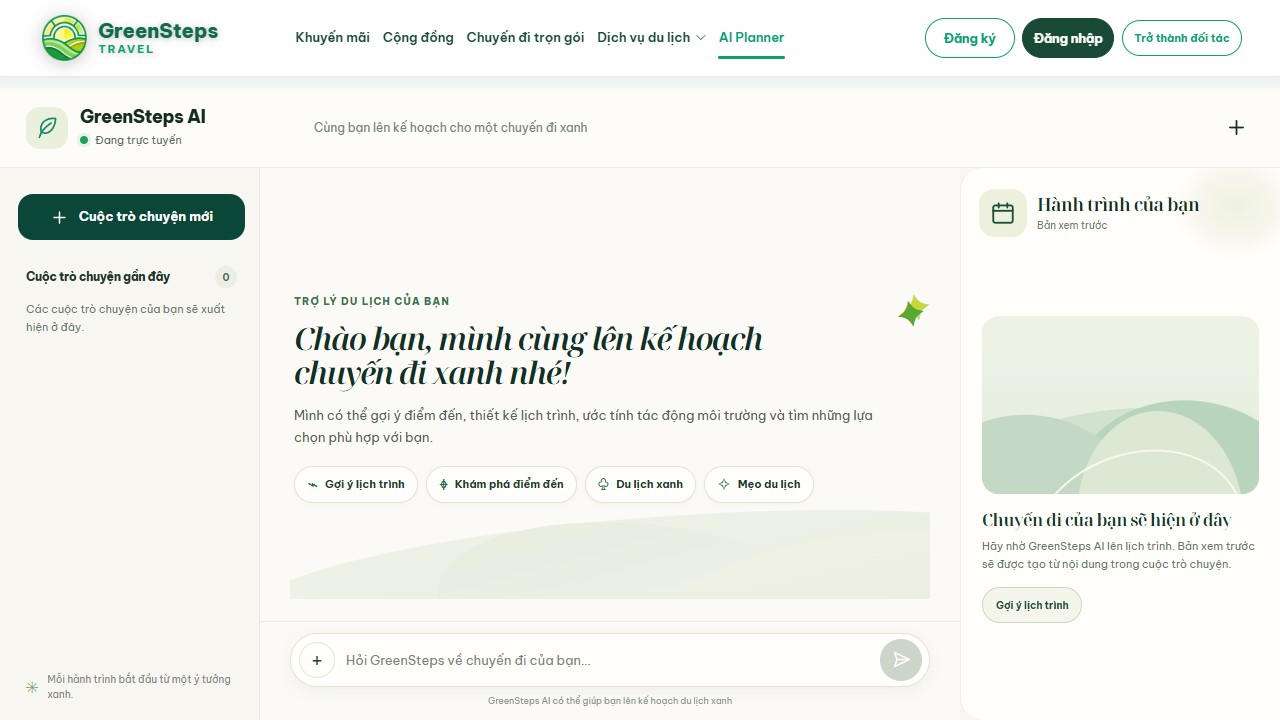 GreenSteps
TRAVEL
Khuyến mãi
Cộng đồng
Chuyến đi trọn gói
Dịch vụ du lịch
AI Planner
Đăng ký
Đăng nhập
Trở thành đối tác
GreenSteps AI
Đang trực tuyến
Cùng bạn lên kế hoạch cho một chuyến đi xanh
+
+ Cuộc trò chuyện mới
Cuộc trò chuyện gần đây
0
Các cuộc trò chuyện của bạn sẽ xuất
hiện ở đây.
Mỗi hành trình bắt đầu từ một ý tưởng
xanh.
TRỢ LÝ DU LỊCH CỦA BẠN
Chào bạn, mình cùng lên kế hoạch
chuyến đi xanh nhé!
Mình có thể gợi ý điểm đến, thiết kế lịch trình, ước tính tác động môi trường và tìm những lựa
chọn phù hợp với bạn.
Gợi ý lịch trình
Khám phá điểm đến
Du lịch xanh
Mẹo du lịch
+
Hỏi GreenSteps về chuyến đi của bạn...
GreenSteps AI có thể giúp bạn lên kế hoạch du lịch xanh
Hành trình của bạn
Bản xem trước
Chuyến đi của bạn sẽ hiện ở đây
Hãy nhờ GreenSteps AI lên lịch trình. Bản xem trước
sẽ được tạo từ nội dung trong cuộc trò chuyện.
Gợi ý lịch trình